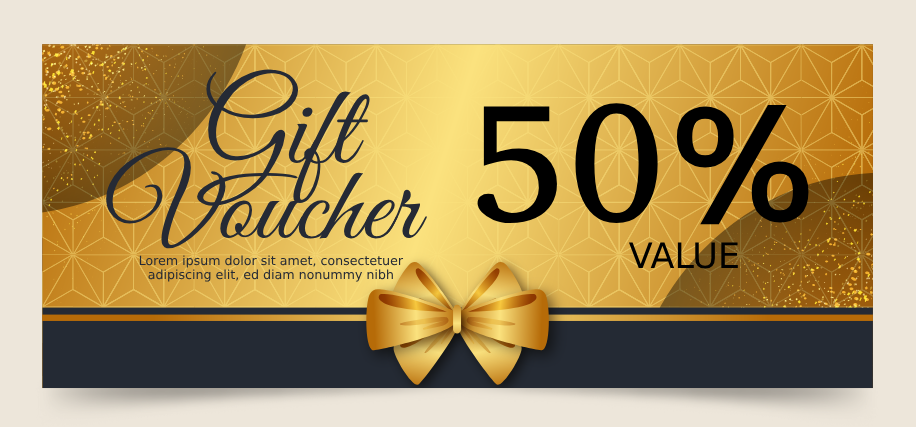 Gift
Voucher
Lorem ipsum dolor sit amet, consectetuer
adipiscing elit, ed diam nonummy nibh
50%
VALUE